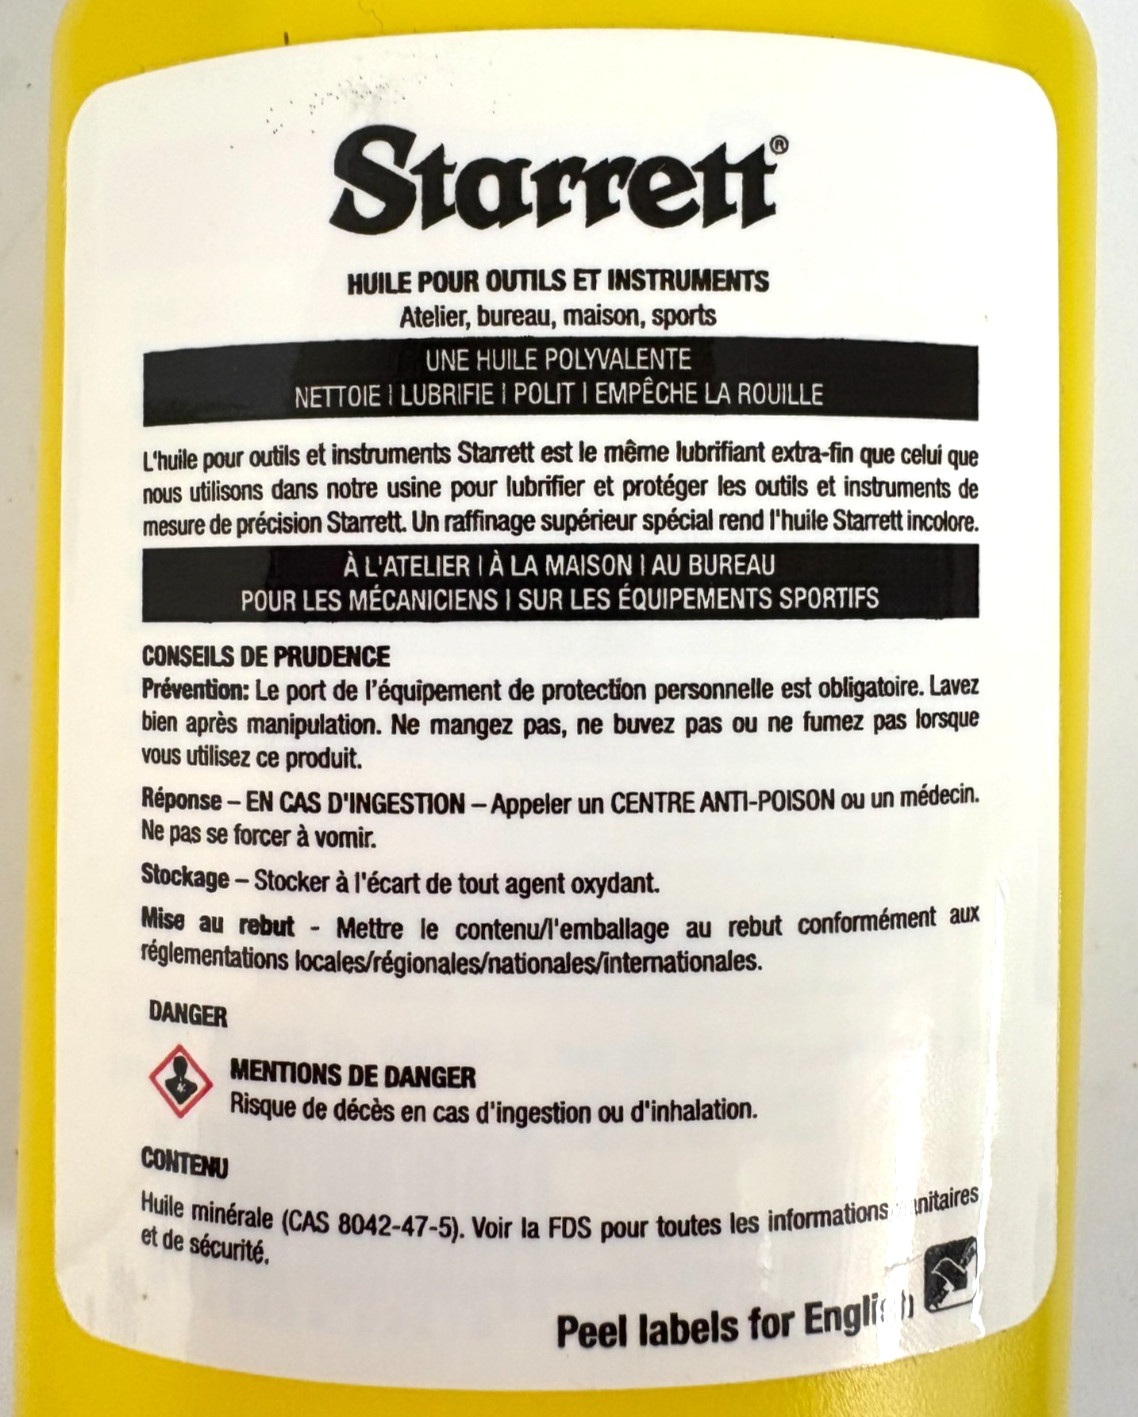 Starrett®
HUILE POUR OUTILS ET INSTRUMENTS
Atelier, bureau, maison, sports
UNE HUILE POLYVALENTE
NETTOIE | LUBRIFIE | POLIT | EMPÊCHE LA ROUILLE
L'huile pour outils et instruments Starrett est le même lubrifiant extra-fin que celui que
nous utilisons dans notre usine pour lubrifier et protéger les outils et instruments de
mesure de précision Starrett. Un raffinage supérieur spécial rend l'huile Starrett incolore.
À L'ATELIER | À LA MAISON | AU BUREAU
POUR LES MÉCANICIENS | SUR LES ÉQUIPEMENTS SPORTIFS
CONSEILS DE PRUDENCE
Prévention: Le port de l'équipement de protection personnelle est obligatoire. Lavez
bien après manipulation. Ne mangez pas, ne buvez pas ou ne fumez pas lorsque
vous utilisez ce produit.
Réponse – EN CAS D'INGESTION – Appeler un CENTRE ANTI-POISON ou un médecin.
Ne pas se forcer à vomir.
Stockage – Stocker à l'écart de tout agent oxydant.
Mise au rebut - Mettre le contenu/l'emballage au rebut conformément aux
réglementations locales/régionales/nationales/internationales.
DANGER
MENTIONS DE DANGER
Risque de décès en cas d'ingestion ou d'inhalation.
CONTENU
Huile minérale (CAS 8042-47-5). Voir la FDS pour toutes les informations sanitaires
et de sécurité.
Peel labels for English